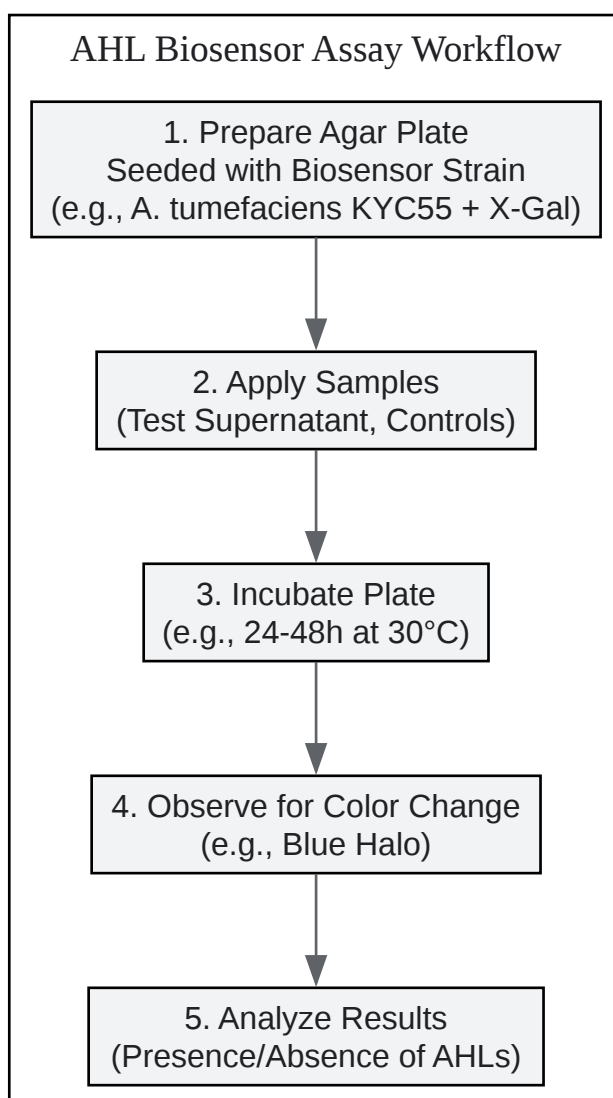 AHL Biosensor Assay Workflow
1. Prepare Agar Plate
Seeded with Biosensor Strain
(e.g., A. tumefaciens KYC55 + X-Gal)
2. Apply Samples
(Test Supernatant, Controls)
3. Incubate Plate
(e.g., 24-48h at 30°C)
4. Observe for Color Change
(e.g., Blue Halo)
5. Analyze Results
(Presence/Absence of AHLs)